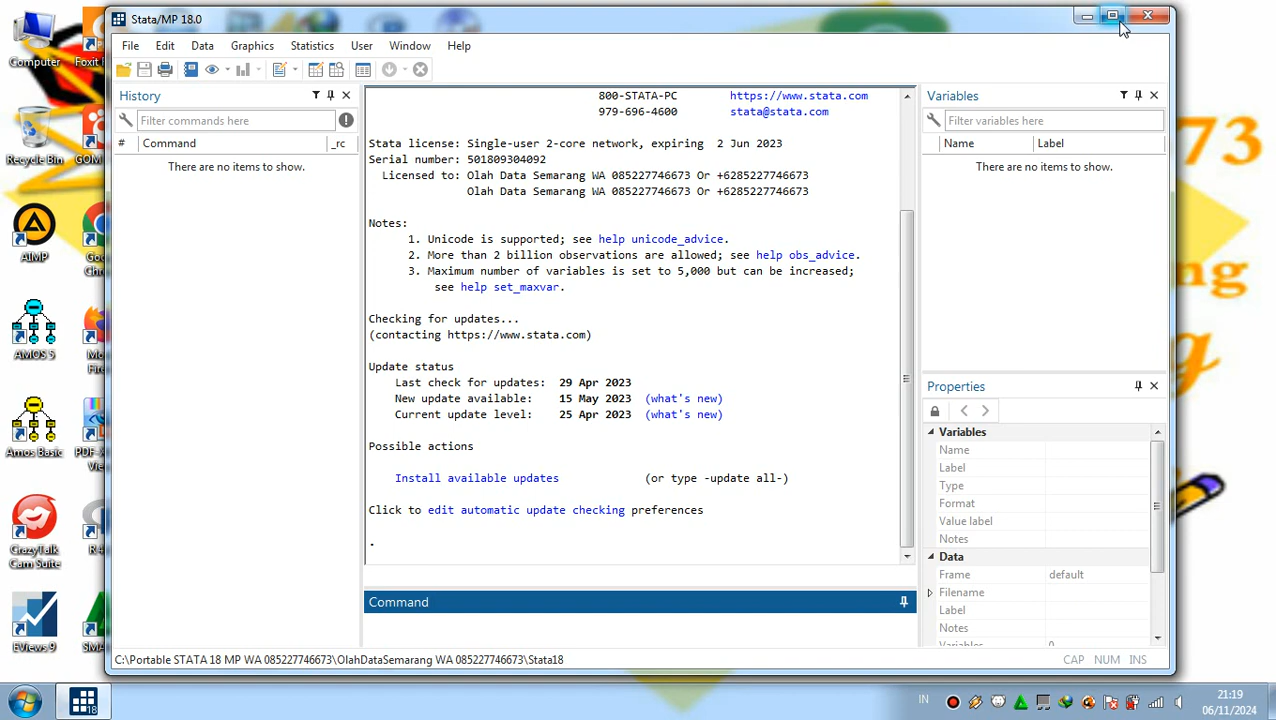 Stata/MP 18.0
File Edit Data Graphics Statistics User Window Help
History
Filter commands here
# Command _rc
There are no items to show.
800-STATA-PC https://www.stata.com
979-696-4600 stata@stata.com
Stata license: Single-user 2-core network, expiring 2 Jun 2023
Serial number: 501809304092
Licensed to: Olah Data Semarang WA 085227746673 Or +6285227746673
Olah Data Semarang WA 085227746673 Or +6285227746673
Notes:
1. Unicode is supported; see help unicode_advice.
2. More than 2 billion observations are allowed; see help obs_advice.
3. Maximum number of variables is set to 5,000 but can be increased;
see help set_maxvar.
Checking for updates...
(contacting https://www.stata.com)
Update status
Last check for updates: 29 Apr 2023
New update available: 15 May 2023 (what's new)
Current update level: 25 Apr 2023 (what's new)
Possible actions
Install available updates (or type -update all-)
Click to edit automatic update checking preferences
.
Command
Variables
Filter variables here
Name Label
There are no items to show.
Properties
Variables
Name
Label
Type
Format
Value label
Notes
Data
Frame default
Filename
Label
Notes
Variables 0
C:\Portable STATA 18 MP WA 085227746673\OlahDataSemarang WA 085227746673\Stata18
CAP NUM INS
Computer
Foxit
Recycle Bin
GOM
AIMP
Chr
AMOS 5
Amos Basic
PDF-X
CrazyTalk
Cam Suite
EViews 9
73
ng
18
IN
21:19
06/11/2024